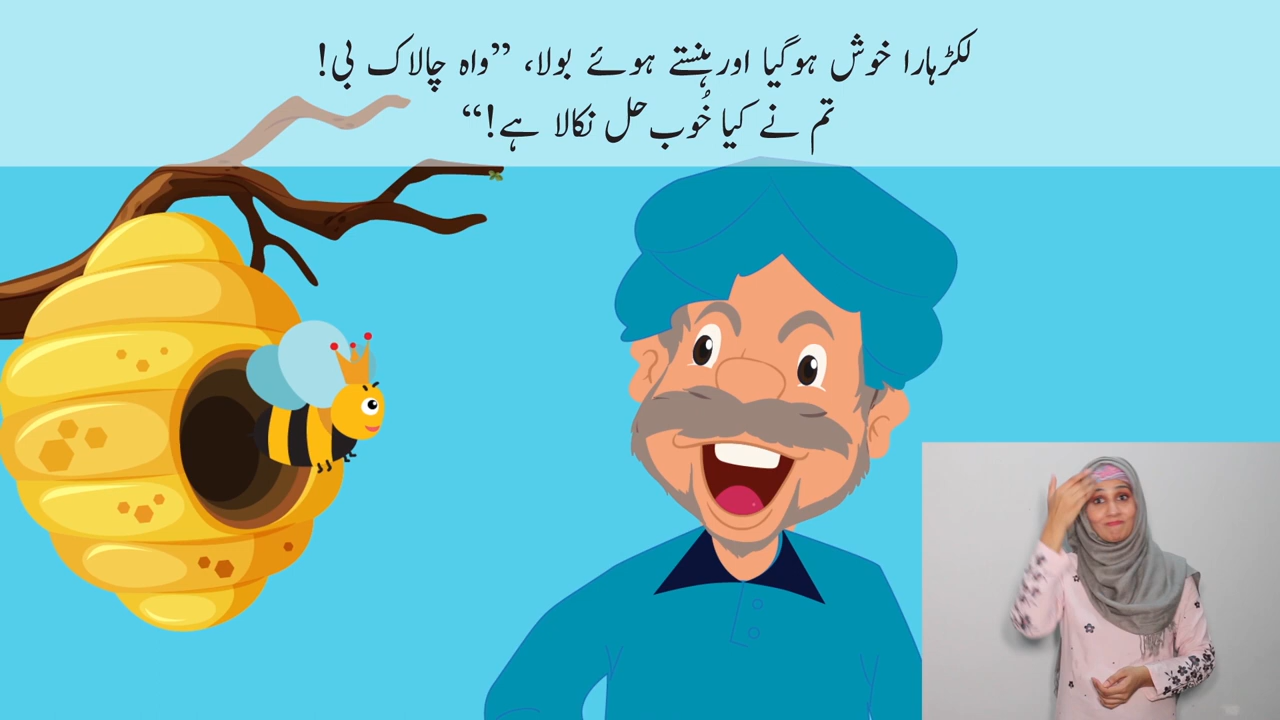 لکڑہارا خوش ہوگیا اور ہنستے ہوئے بولا، ”واہ چالاک بی!
تم نے کیا خُوب حل نکالا ہے!“